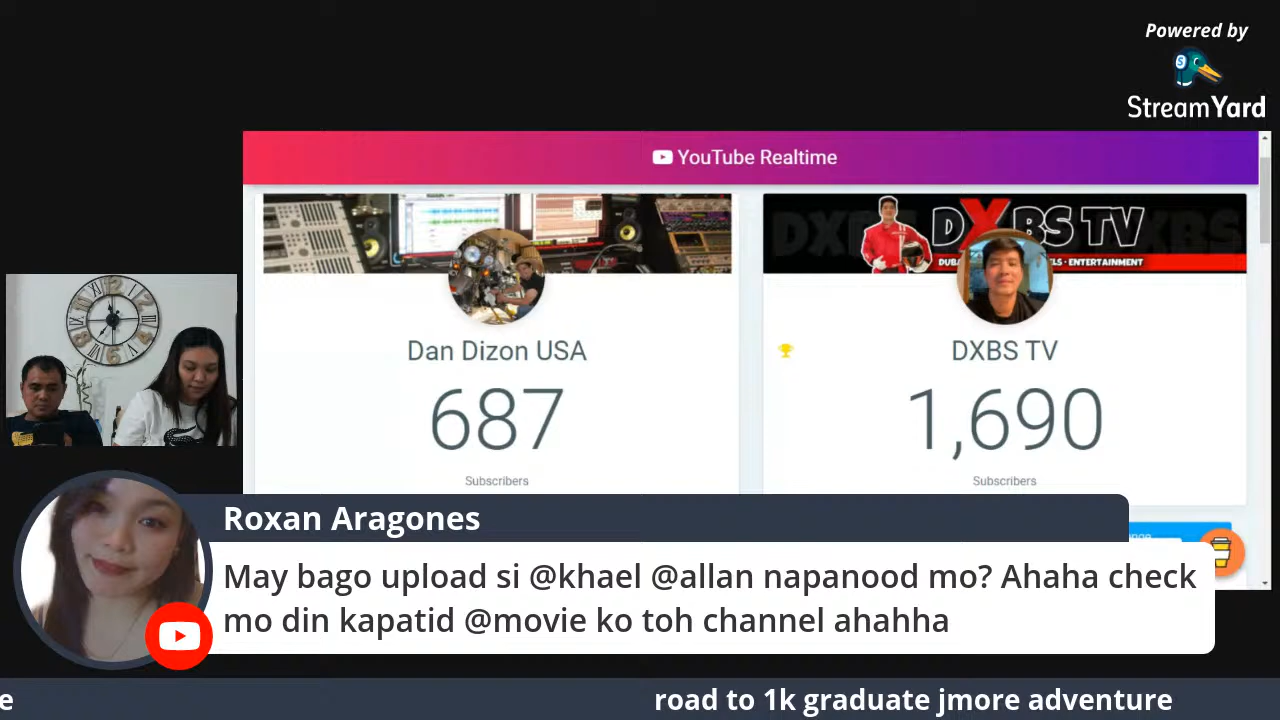 Powered by
StreamYard
YouTube Realtime
DXBS TV
ENTERTAINMENT
Dan Dizon USA
DXBS TV
687
1,690
Subscribers
Subscribers
Roxan Aragones
May bago upload si @khael @allan napanood mo? Ahaha check
mo din kapatid @movie ko toh channel ahahha
e
road to 1k graduate jmore adventure